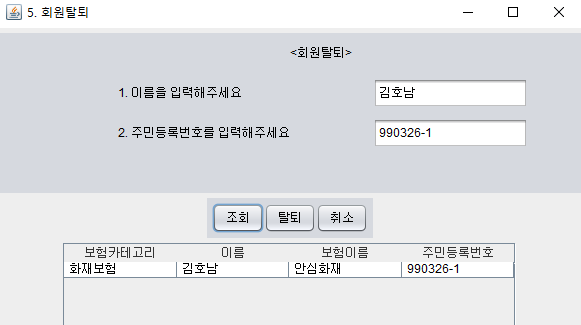 5. 회원탈퇴
<회원탈퇴>
1. 이름을 입력해주세요 김호남
2. 주민등록번호를 입력해주세요 990326-1
조회 탈퇴 취소
보험카테고리 이름 보험이름 주민등록번호
화재보험 김호남 안심화재 990326-1